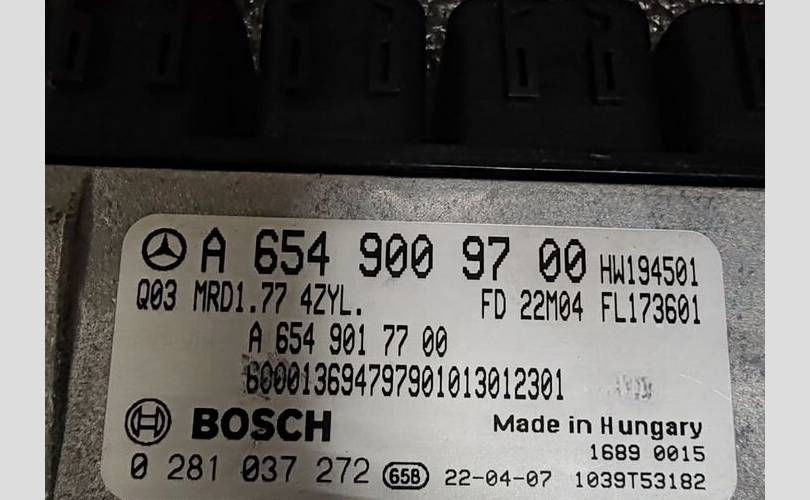 A 654 900 97 00 HW194501
Q03 MRD1.77 4ZYL. FD 22M04 FL173601
A 654 901 77 00
600013694797901013012301
BOSCH Made in Hungary
1689 0015
0 281 037 272 65B 22-04-07 1039T53182